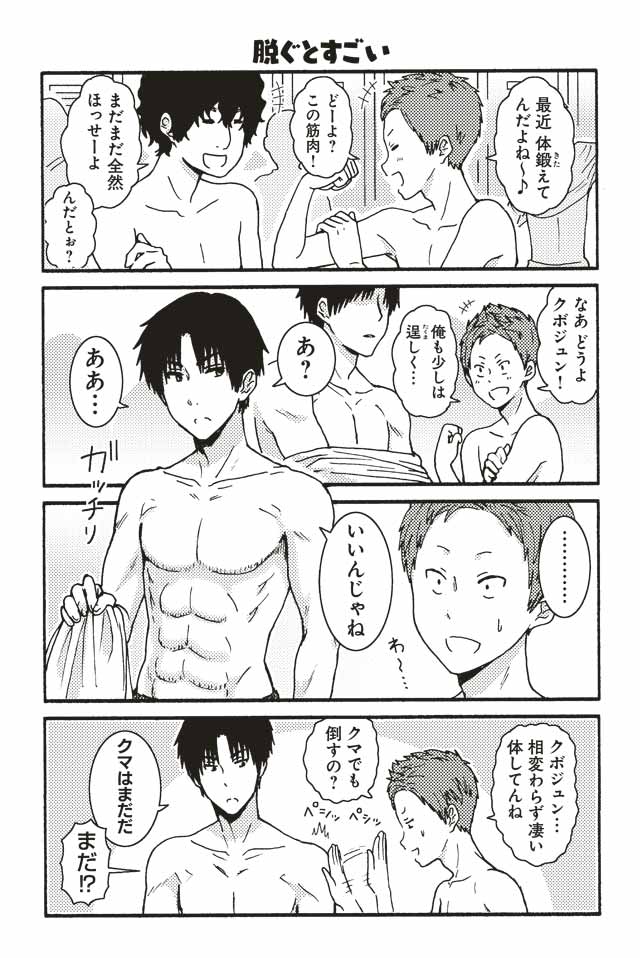 脱ぐとすごい
最近 体鍛えて
きた
んだよね～♪
どーよ?
この筋肉!
まだまだ全然
ほっせーよ
んだとぉ?
なあ どうよ
クボジュン!
俺も少しは
逞しく…
たくま
あ?
ああ…
ガッチリ
…………
いいんじゃね
わ～…
クボジュン…
相変わらず凄い
体してんね
クマでも
倒すの?
ペシッ ペシッ
クマはまだだ
まだ!?